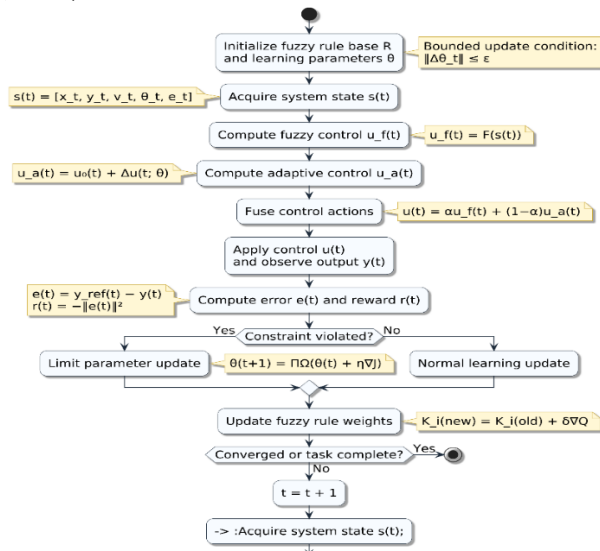 Initialize fuzzy rule base R
and learning parameters θ
Bounded update condition:
‖Δθ_t‖ ≤ ε
s(t) = [x_t, y_t, v_t, θ_t, e_t]
Acquire system state s(t)
Compute fuzzy control u_f(t)
u_f(t) = F(s(t))
u_a(t) = u₀(t) + Δu(t; θ)
Compute adaptive control u_a(t)
Fuse control actions
u(t) = αu_f(t) + (1−α)u_a(t)
Apply control u(t)
and observe output y(t)
e(t) = y_ref(t) − y(t)
r(t) = −‖e(t)‖²
Compute error e(t) and reward r(t)
Yes
Constraint violated?
No
Limit parameter update
θ(t+1) = ΠΩ(θ(t) + η∇J)
Normal learning update
Update fuzzy rule weights
K_i(new) = K_i(old) + δ∇Q
Converged or task complete?
Yes
No
t = t + 1
-> :Acquire system state s(t);